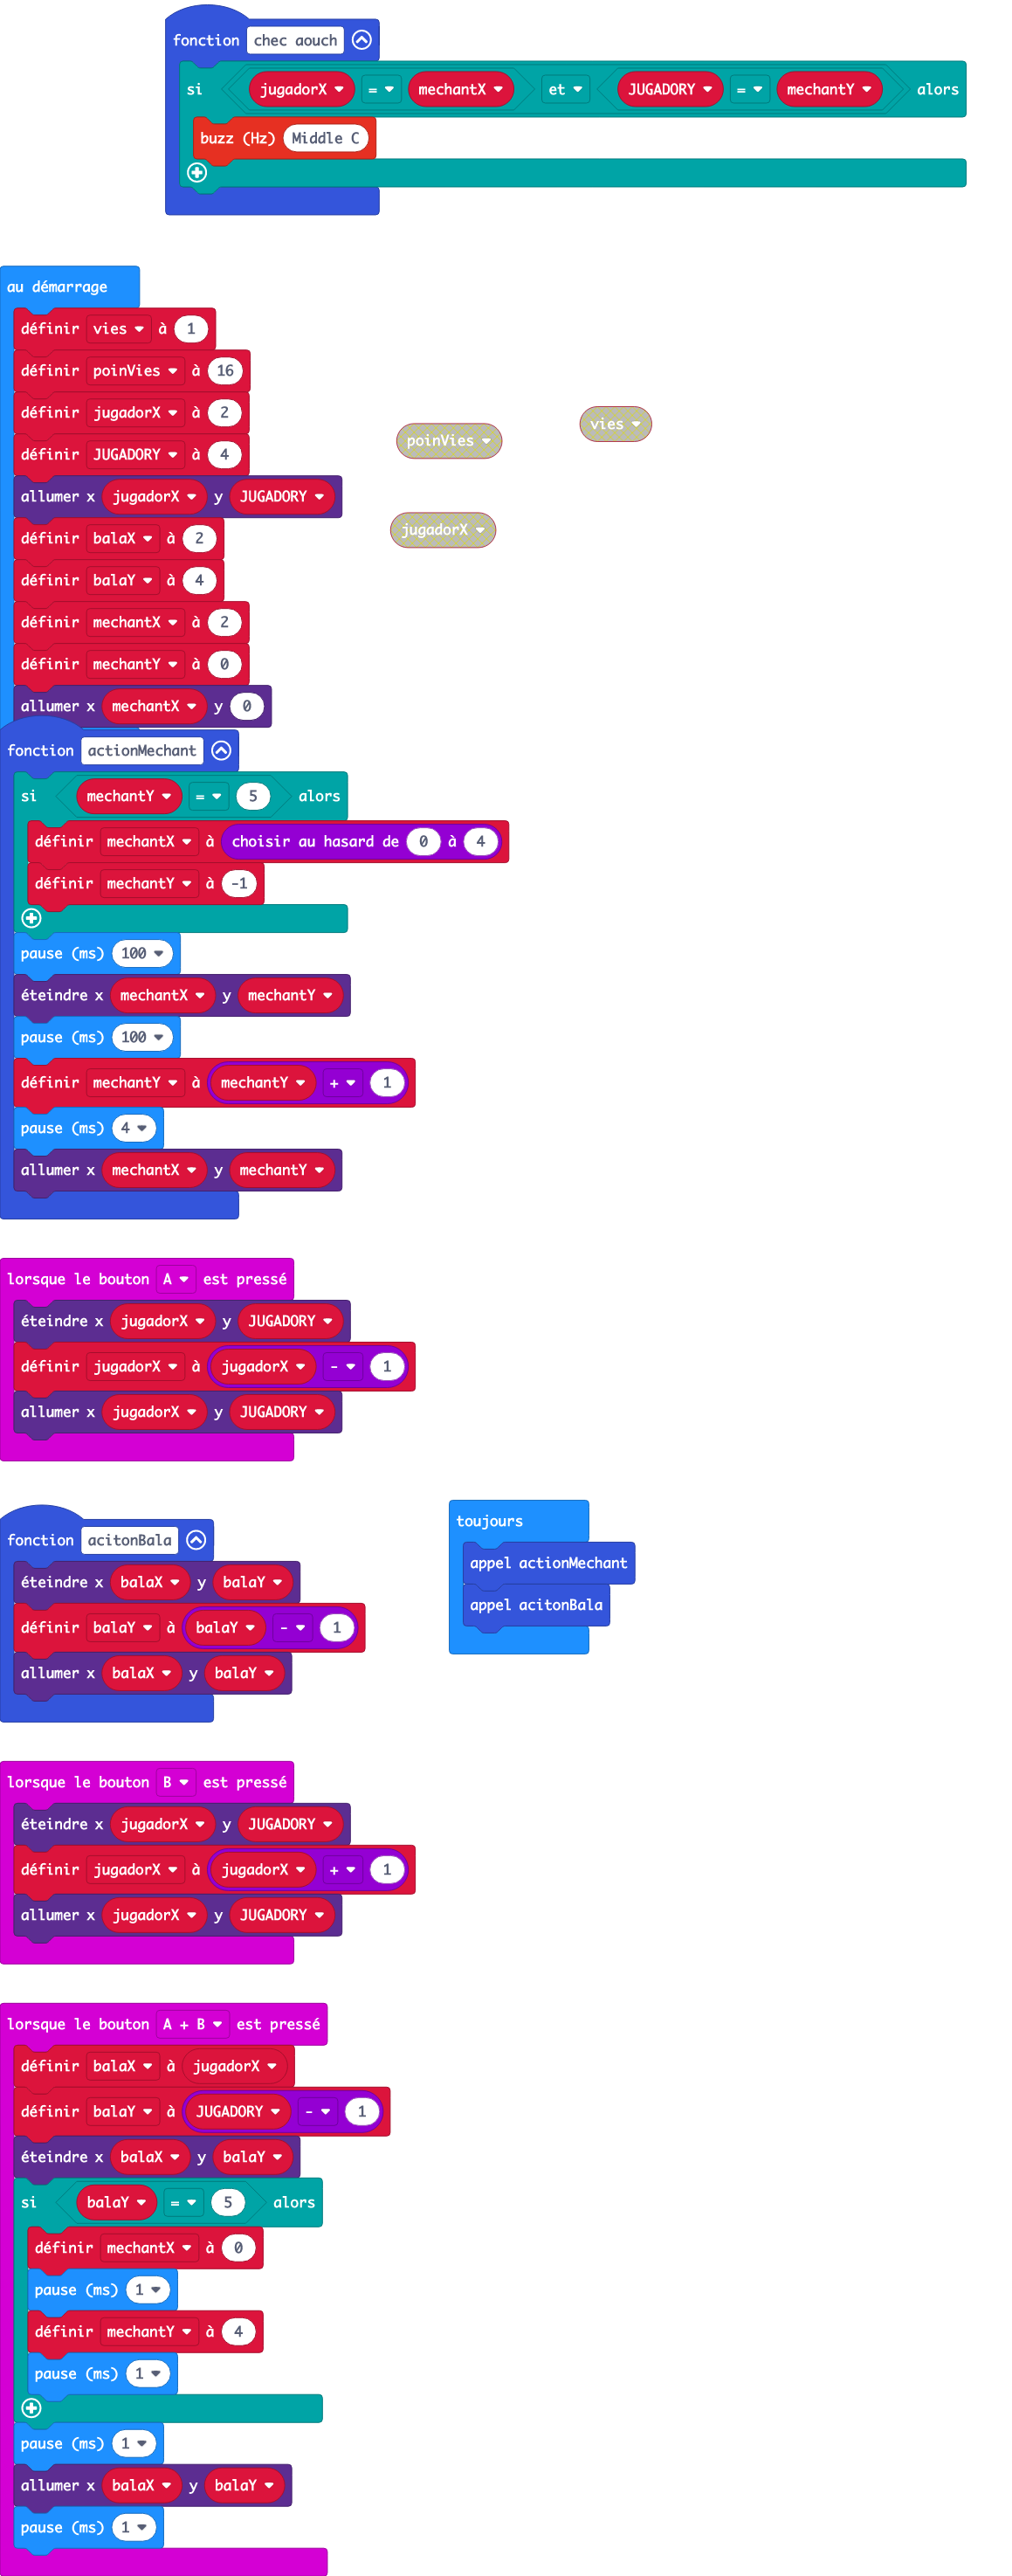 fonction chec aouch
si jugadorX = mechantX et JUGADORY = mechantY alors
buzz (Hz) Middle C
au démarrage
définir vies à 1
définir poinVies à 16
définir jugadorX à 2
définir JUGADORY à 4
allumer x jugadorX y JUGADORY
définir balaX à 2
définir balaY à 4
définir mechantX à 2
définir mechantY à 0
allumer x mechantX y 0
poinVies
vies
jugadorX
fonction actionMechant
si mechantY = 5 alors
définir mechantX à choisir au hasard de 0 à 4
définir mechantY à -1
pause (ms) 100
éteindre x mechantX y mechantY
pause (ms) 100
définir mechantY à mechantY + 1
pause (ms) 4
allumer x mechantX y mechantY
lorsque le bouton A est pressé
éteindre x jugadorX y JUGADORY
définir jugadorX à jugadorX - 1
allumer x jugadorX y JUGADORY
fonction acitonBala
éteindre x balaX y balaY
définir balaY à balaY - 1
allumer x balaX y balaY
toujours
appel actionMechant
appel acitonBala
lorsque le bouton B est pressé
éteindre x jugadorX y JUGADORY
définir jugadorX à jugadorX + 1
allumer x jugadorX y JUGADORY
lorsque le bouton A + B est pressé
définir balaX à jugadorX
définir balaY à JUGADORY - 1
éteindre x balaX y balaY
si balaY = 5 alors
définir mechantX à 0
pause (ms) 1
définir mechantY à 4
pause (ms) 1
pause (ms) 1
allumer x balaX y balaY
pause (ms) 1